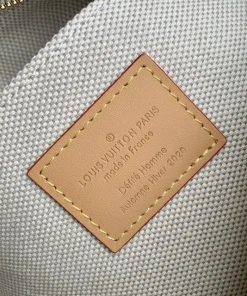 ®
LOUIS VUITTON PARIS
made in France
Défilé Homme
Automne Hiver 2020